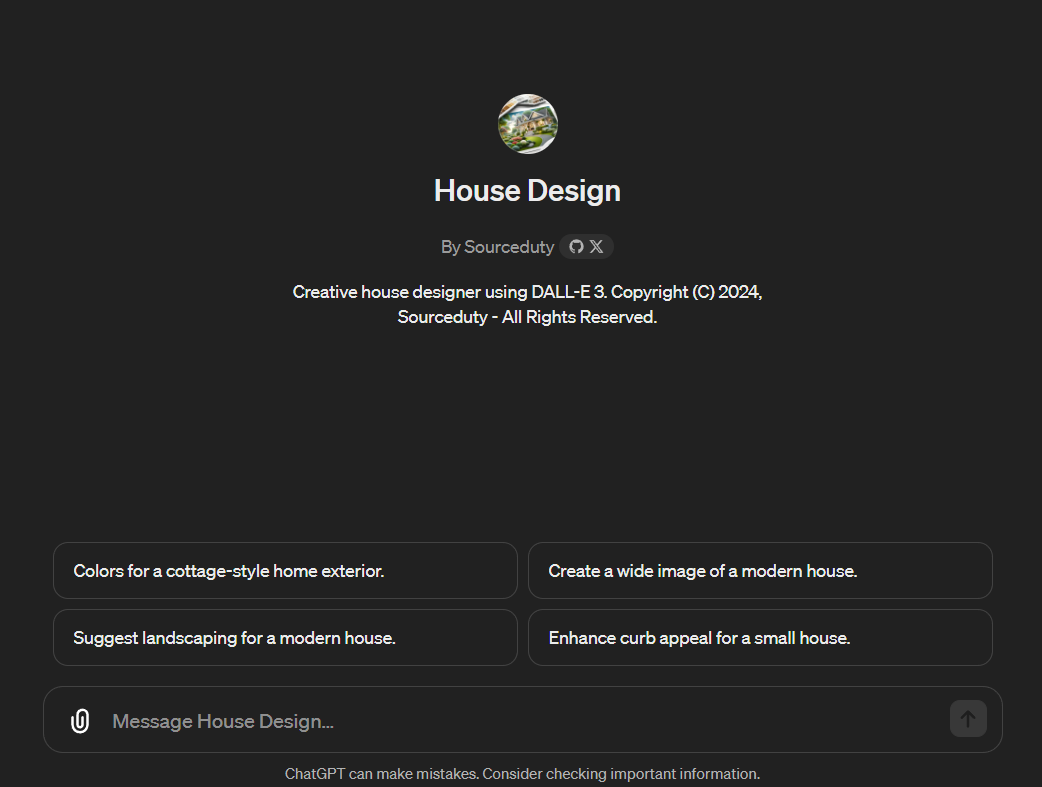 House Design
By Sourceduty
Creative house designer using DALL-E 3. Copyright (C) 2024,
Sourceduty - All Rights Reserved.
Colors for a cottage-style home exterior.
Create a wide image of a modern house.
Suggest landscaping for a modern house.
Enhance curb appeal for a small house.
Message House Design...
ChatGPT can make mistakes. Consider checking important information.